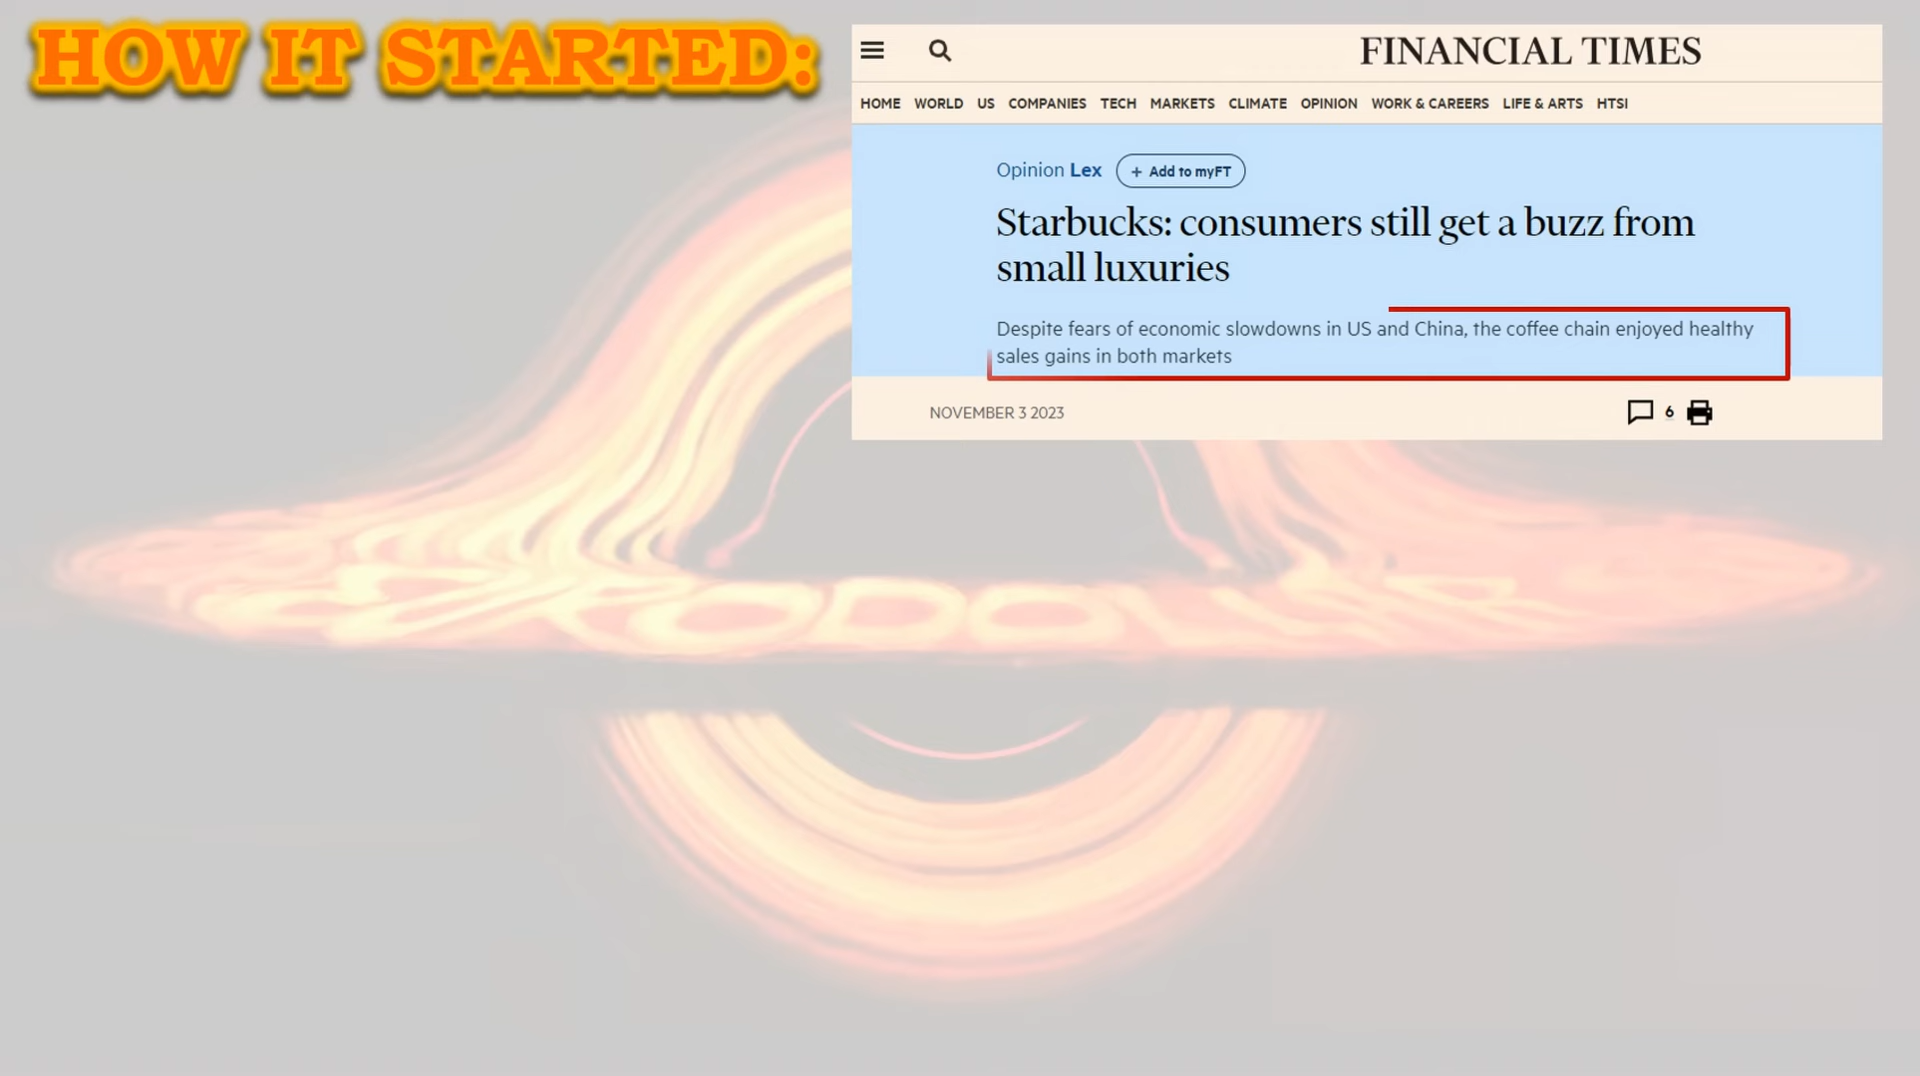 HOW IT STARTED:
FINANCIAL TIMES
HOME WORLD US COMPANIES TECH MARKETS CLIMATE OPINION WORK & CAREERS LIFE & ARTS HTSI
Opinion Lex + Add to myFT
Starbucks: consumers still get a buzz from
small luxuries
Despite fears of economic slowdowns in US and China, the coffee chain enjoyed healthy
sales gains in both markets
NOVEMBER 3 2023
6